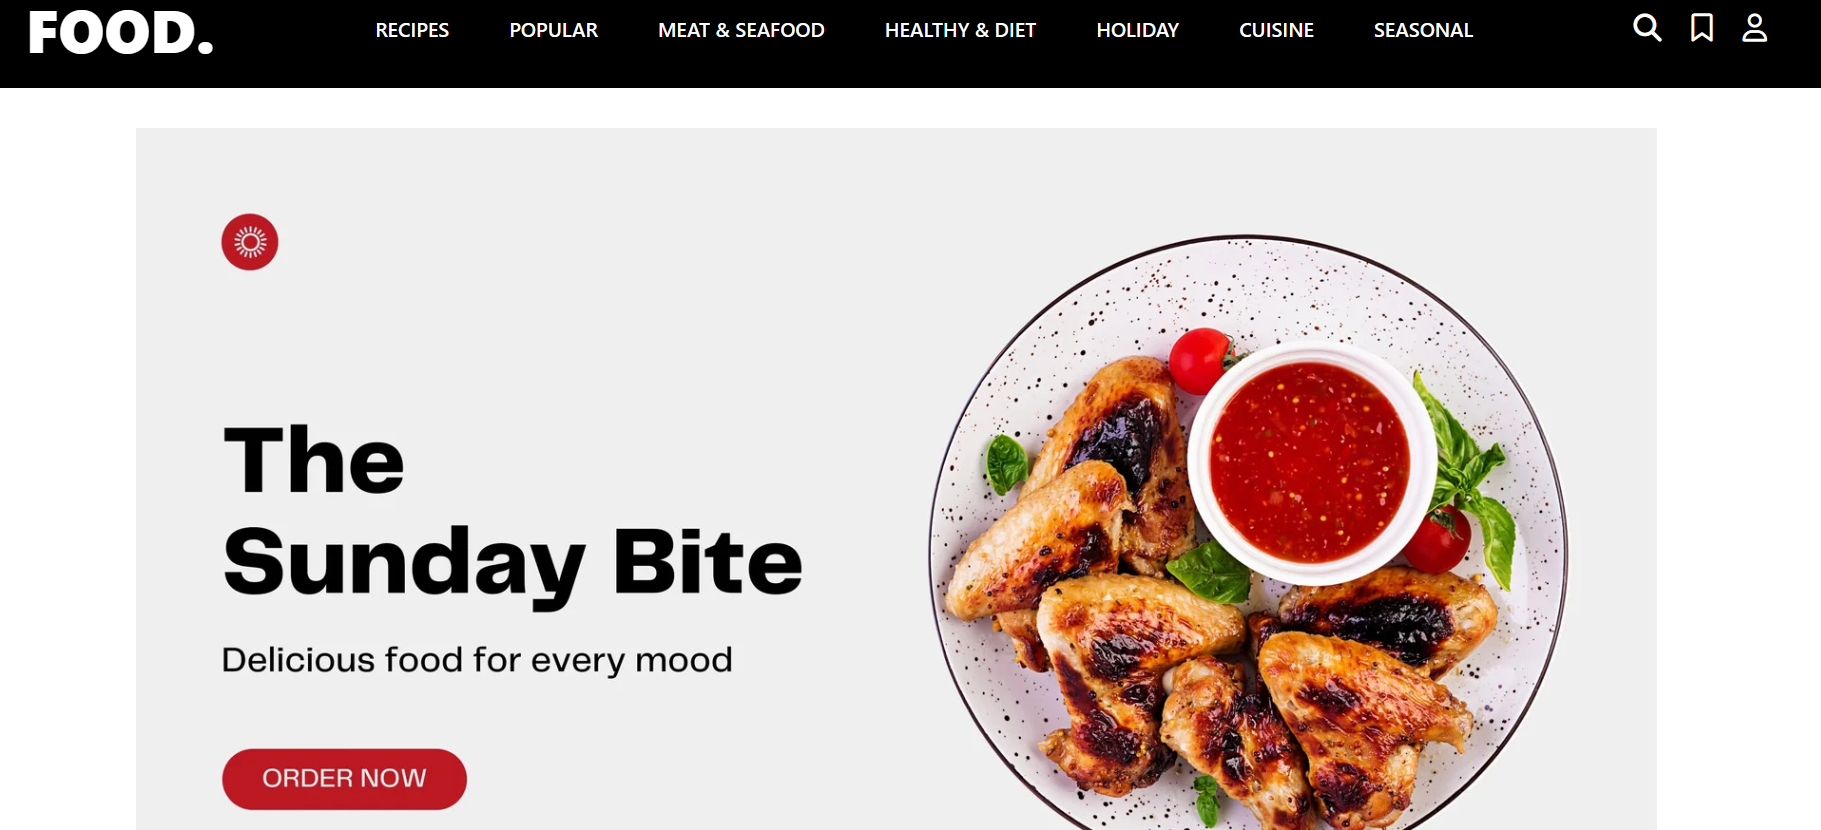 FOOD.
RECIPES POPULAR MEAT & SEAFOOD HEALTHY & DIET HOLIDAY CUISINE SEASONAL
The
Sunday Bite
Delicious food for every mood
ORDER NOW